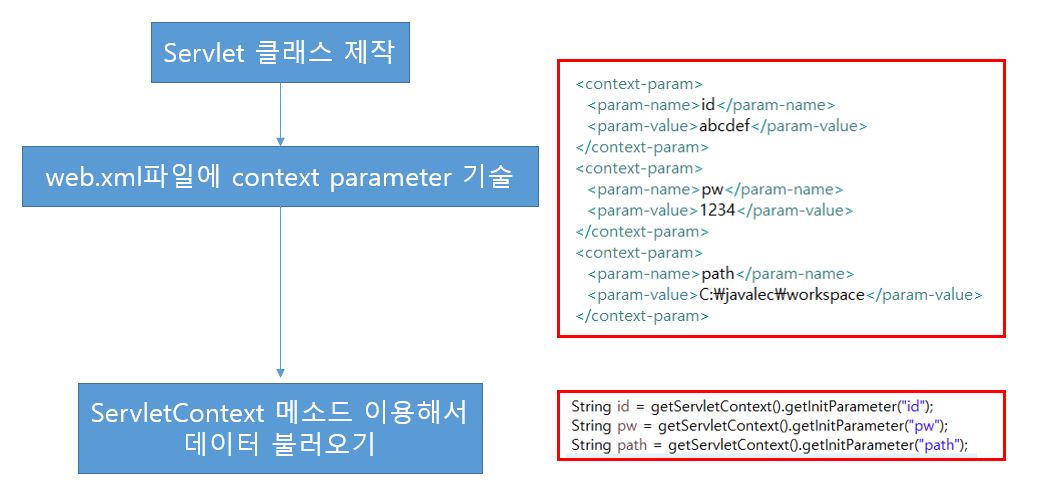 Servlet 클래스 제작
web.xml파일에 context parameter 기술
ServletContext 메소드 이용해서
데이터 불러오기
<context-param>
<param-name>id</param-name>
<param-value>abcdef</param-value>
</context-param>
<context-param>
<param-name>pw</param-name>
<param-value>1234</param-value>
</context-param>
<context-param>
<param-name>path</param-name>
<param-value>C:₩javalec₩workspace</param-value>
</context-param>
String id = getServletContext().getInitParameter("id");
String pw = getServletContext().getInitParameter("pw");
String path = getServletContext().getInitParameter("path");